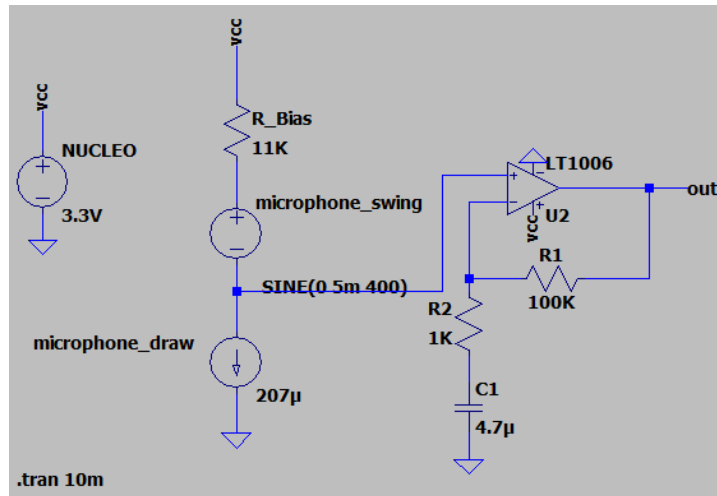 vcc
vcc
R_Bias
11K
NUCLEO
3.3V
microphone_swing
SINE(0 5m 400)
microphone_draw
207µ
LT1006
U2
vcc
out
R1
100K
R2
1K
C1
4.7µ
.tran 10m